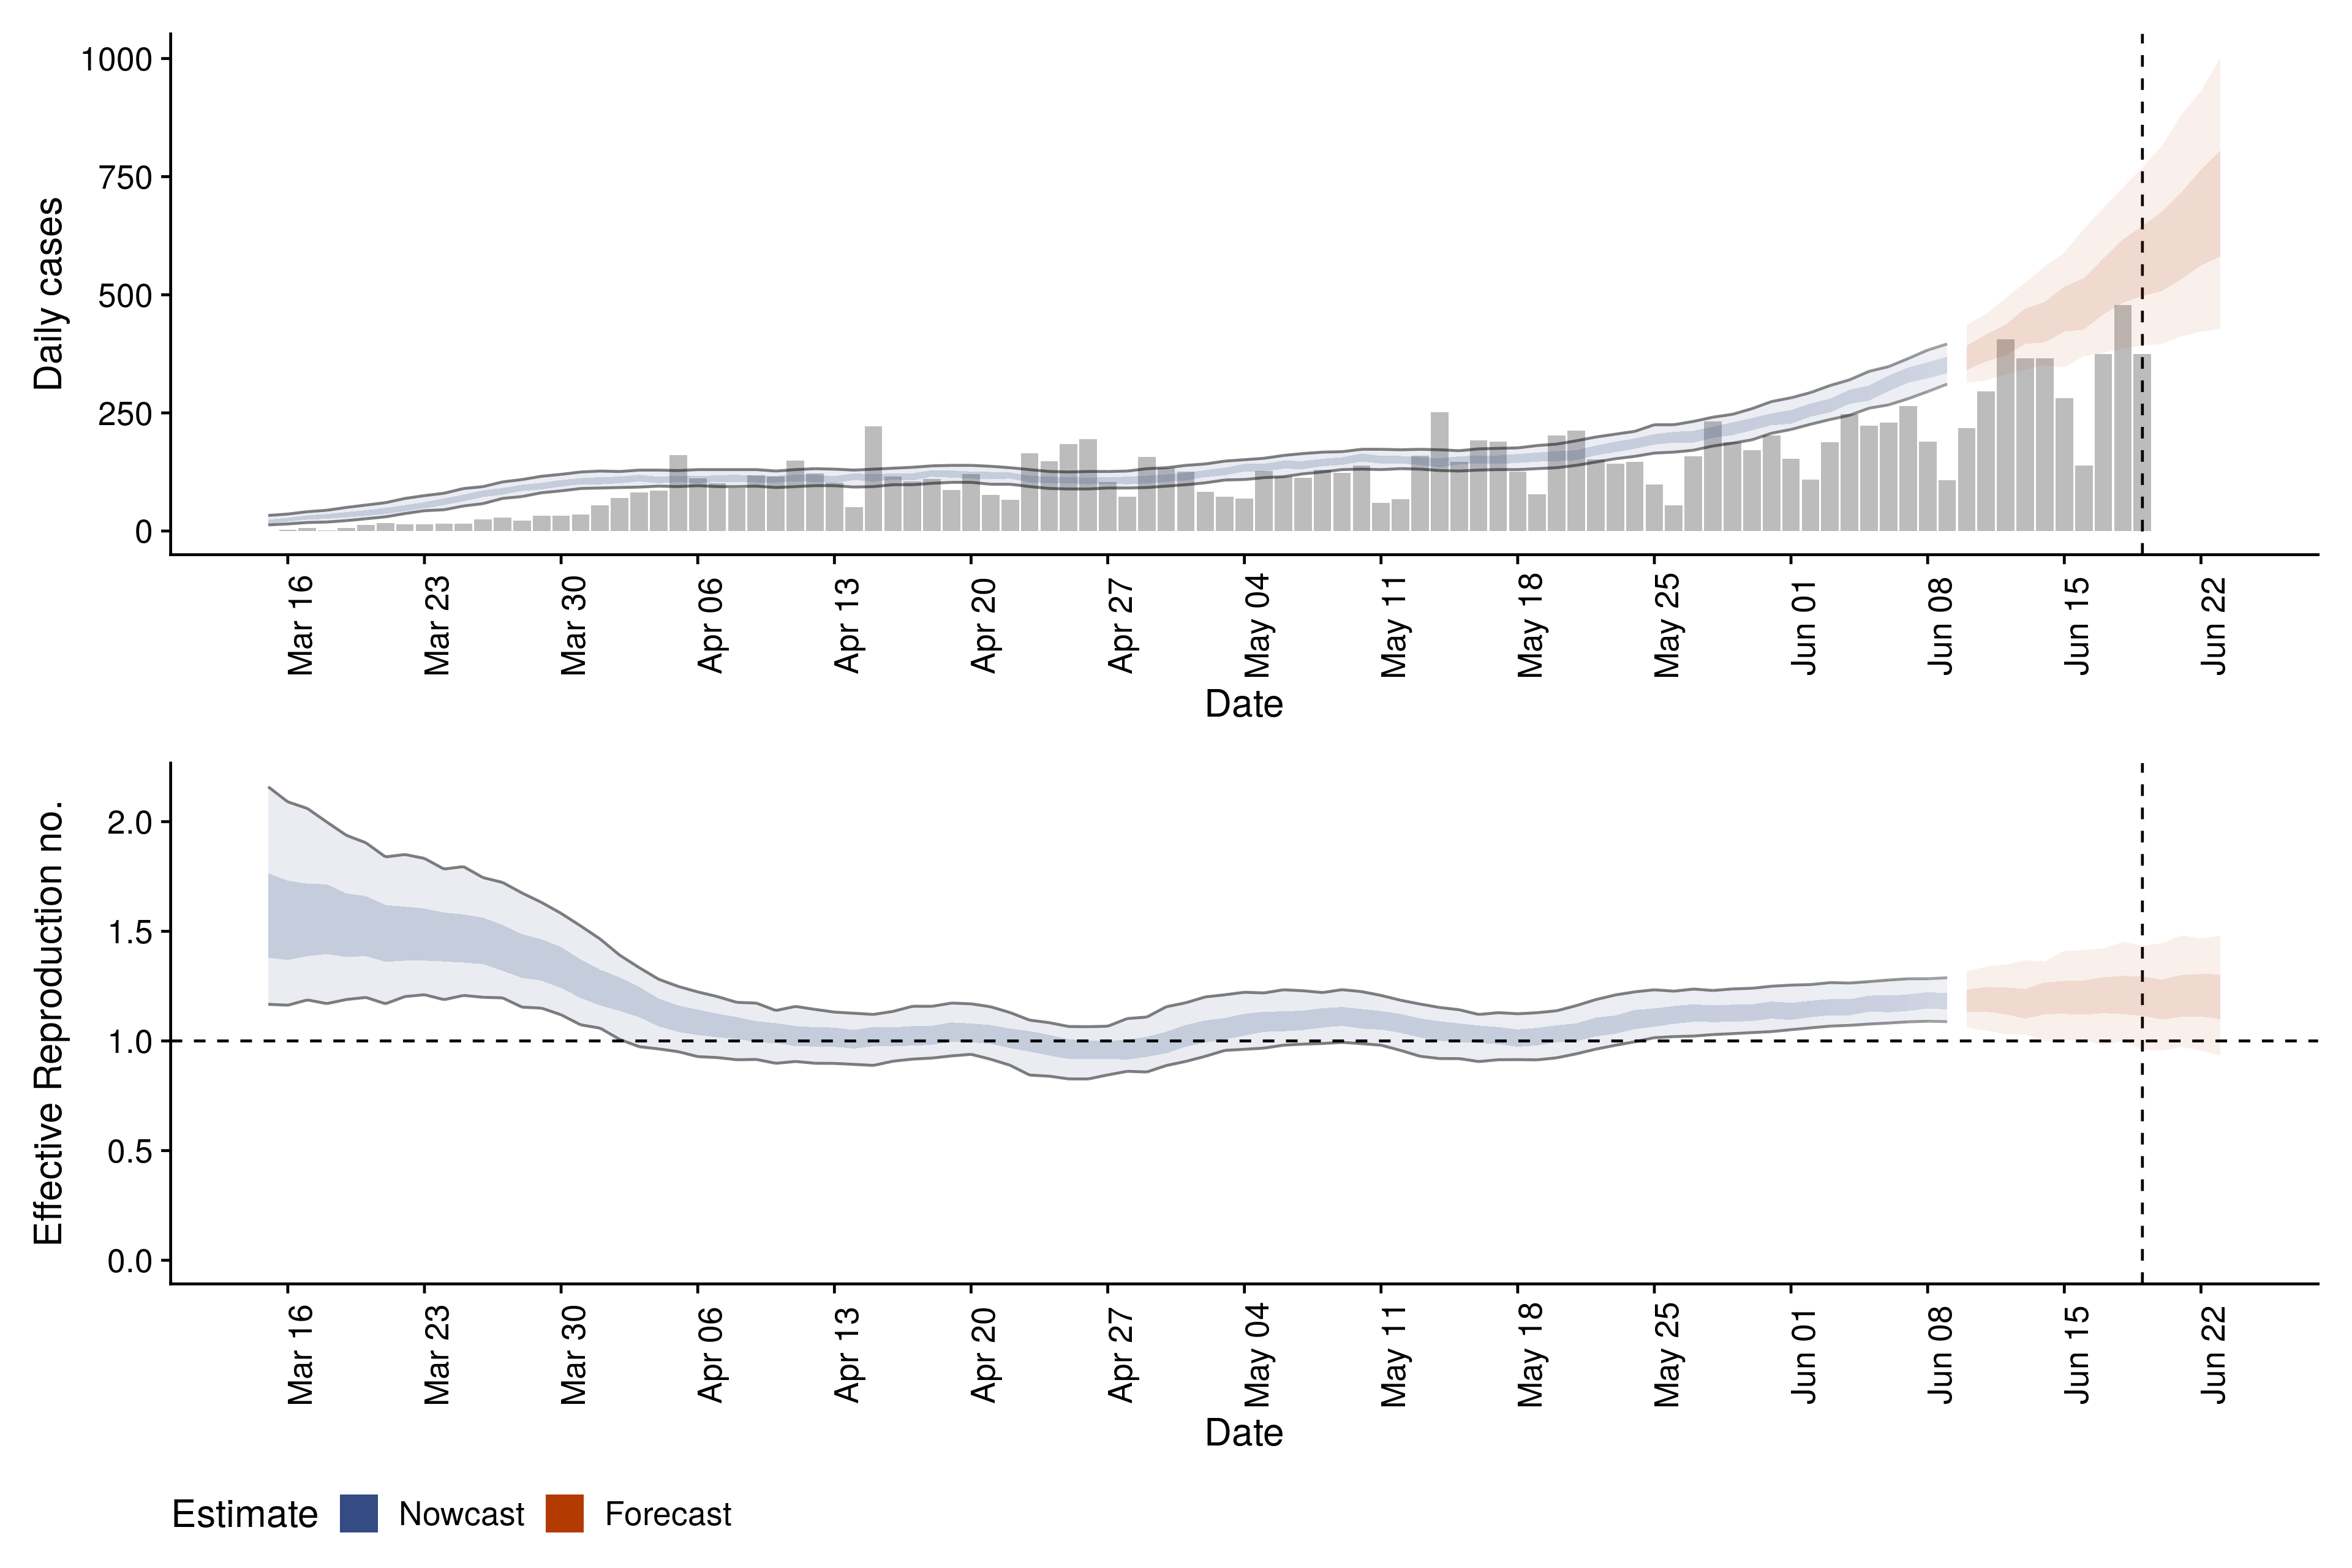 Daily cases
1000
750
500
250
0
Mar 16
Mar 23
Mar 30
Apr 06
Apr 13
Apr 20
Apr 27
May 04
May 11
May 18
May 25
Jun 01
Jun 08
Jun 15
Jun 22
Date
Effective Reproduction no.
2.0
1.5
1.0
0.5
0.0
Mar 16
Mar 23
Mar 30
Apr 06
Apr 13
Apr 20
Apr 27
May 04
May 11
May 18
May 25
Jun 01
Jun 08
Jun 15
Jun 22
Date
Estimate Nowcast Forecast